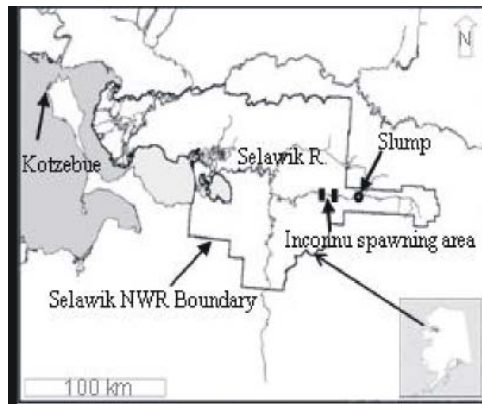 N
Slump
Selawik R.
Kotzebue
Inconnu spawning area
Selawik NWR Boundary
100 km